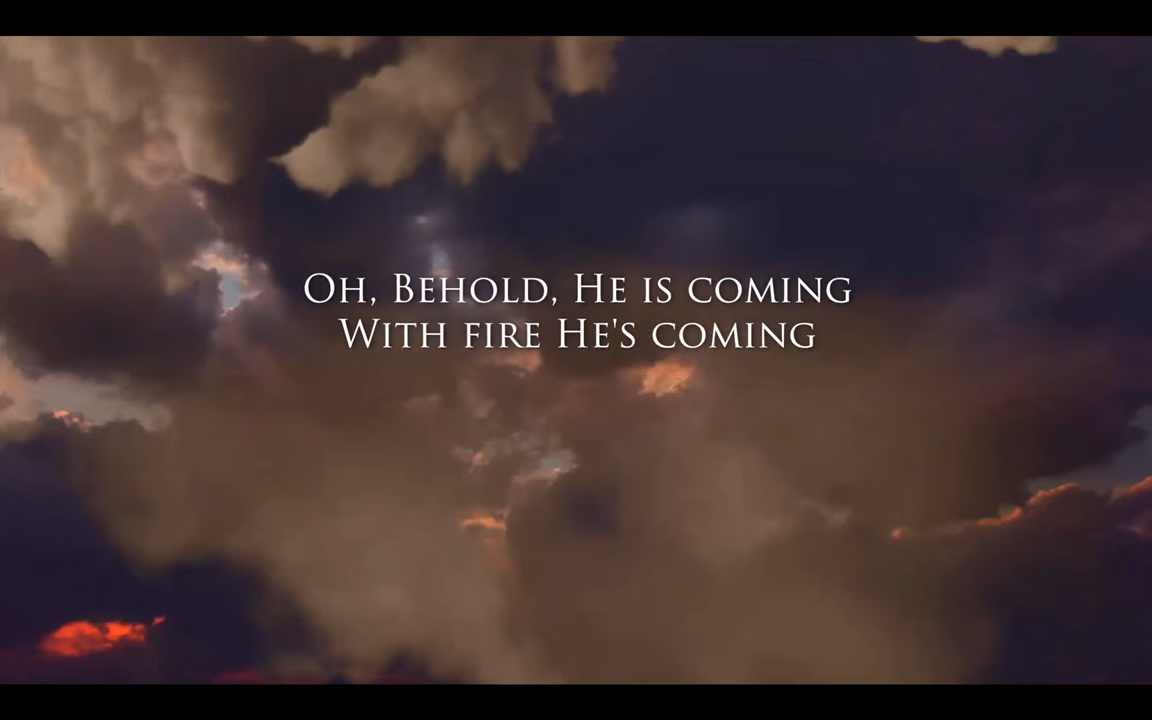 Oh, Behold, He is coming
With fire He's coming